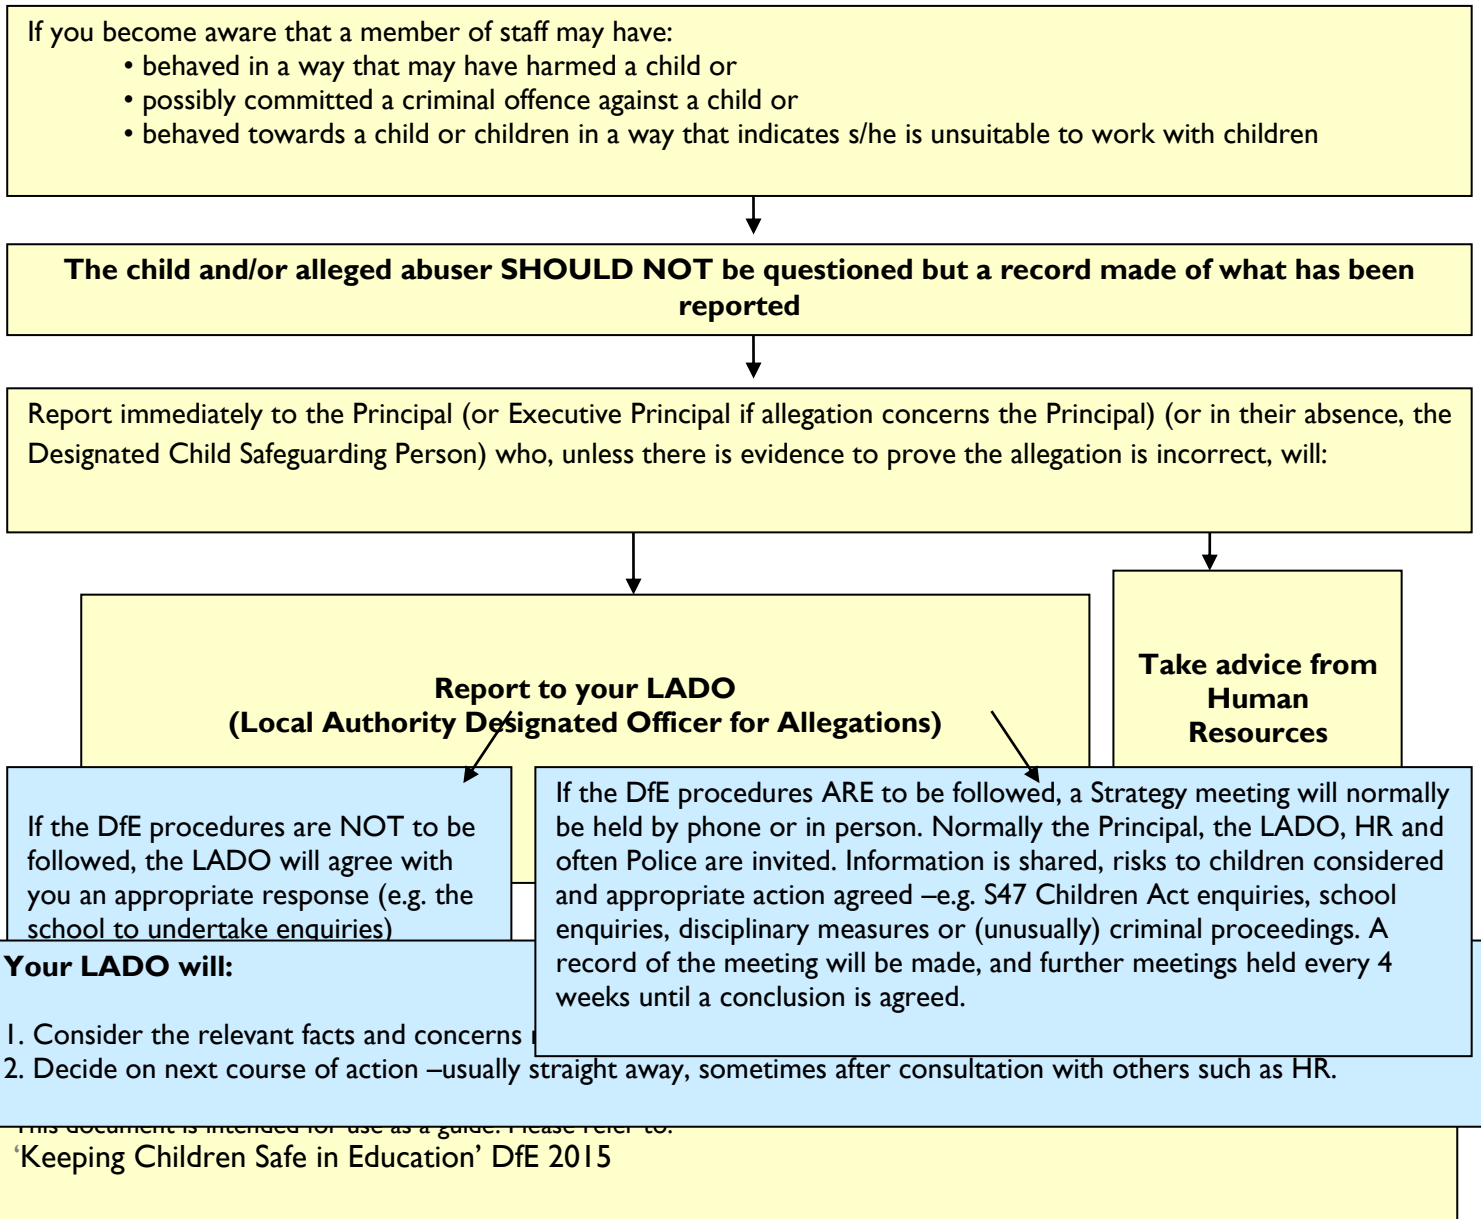 If you become aware that a member of staff may have:
• behaved in a way that may have harmed a child or
• possibly committed a criminal offence against a child or
• behaved towards a child or children in a way that indicates s/he is unsuitable to work with children
The child and/or alleged abuser SHOULD NOT be questioned but a record made of what has been
reported
Report immediately to the Principal (or Executive Principal if allegation concerns the Principal) (or in their absence, the
Designated Child Safeguarding Person) who, unless there is evidence to prove the allegation is incorrect, will:
Report to your LADO
(Local Authority Designated Officer for Allegations)
Take advice from
Human
Resources
If the DfE procedures are NOT to be
followed, the LADO will agree with
you an appropriate response (e.g. the
school to undertake enquiries)
If the DfE procedures ARE to be followed, a Strategy meeting will normally
be held by phone or in person. Normally the Principal, the LADO, HR and
often Police are invited. Information is shared, risks to children considered
and appropriate action agreed –e.g. S47 Children Act enquiries, school
enquiries, disciplinary measures or (unusually) criminal proceedings. A
record of the meeting will be made, and further meetings held every 4
weeks until a conclusion is agreed.
Your LADO will:
1. Consider the relevant facts and concerns
2. Decide on next course of action –usually straight away, sometimes after consultation with others such as HR.
This document is intended for use as a guide. Please refer to:
‘Keeping Children Safe in Education’ DfE 2015